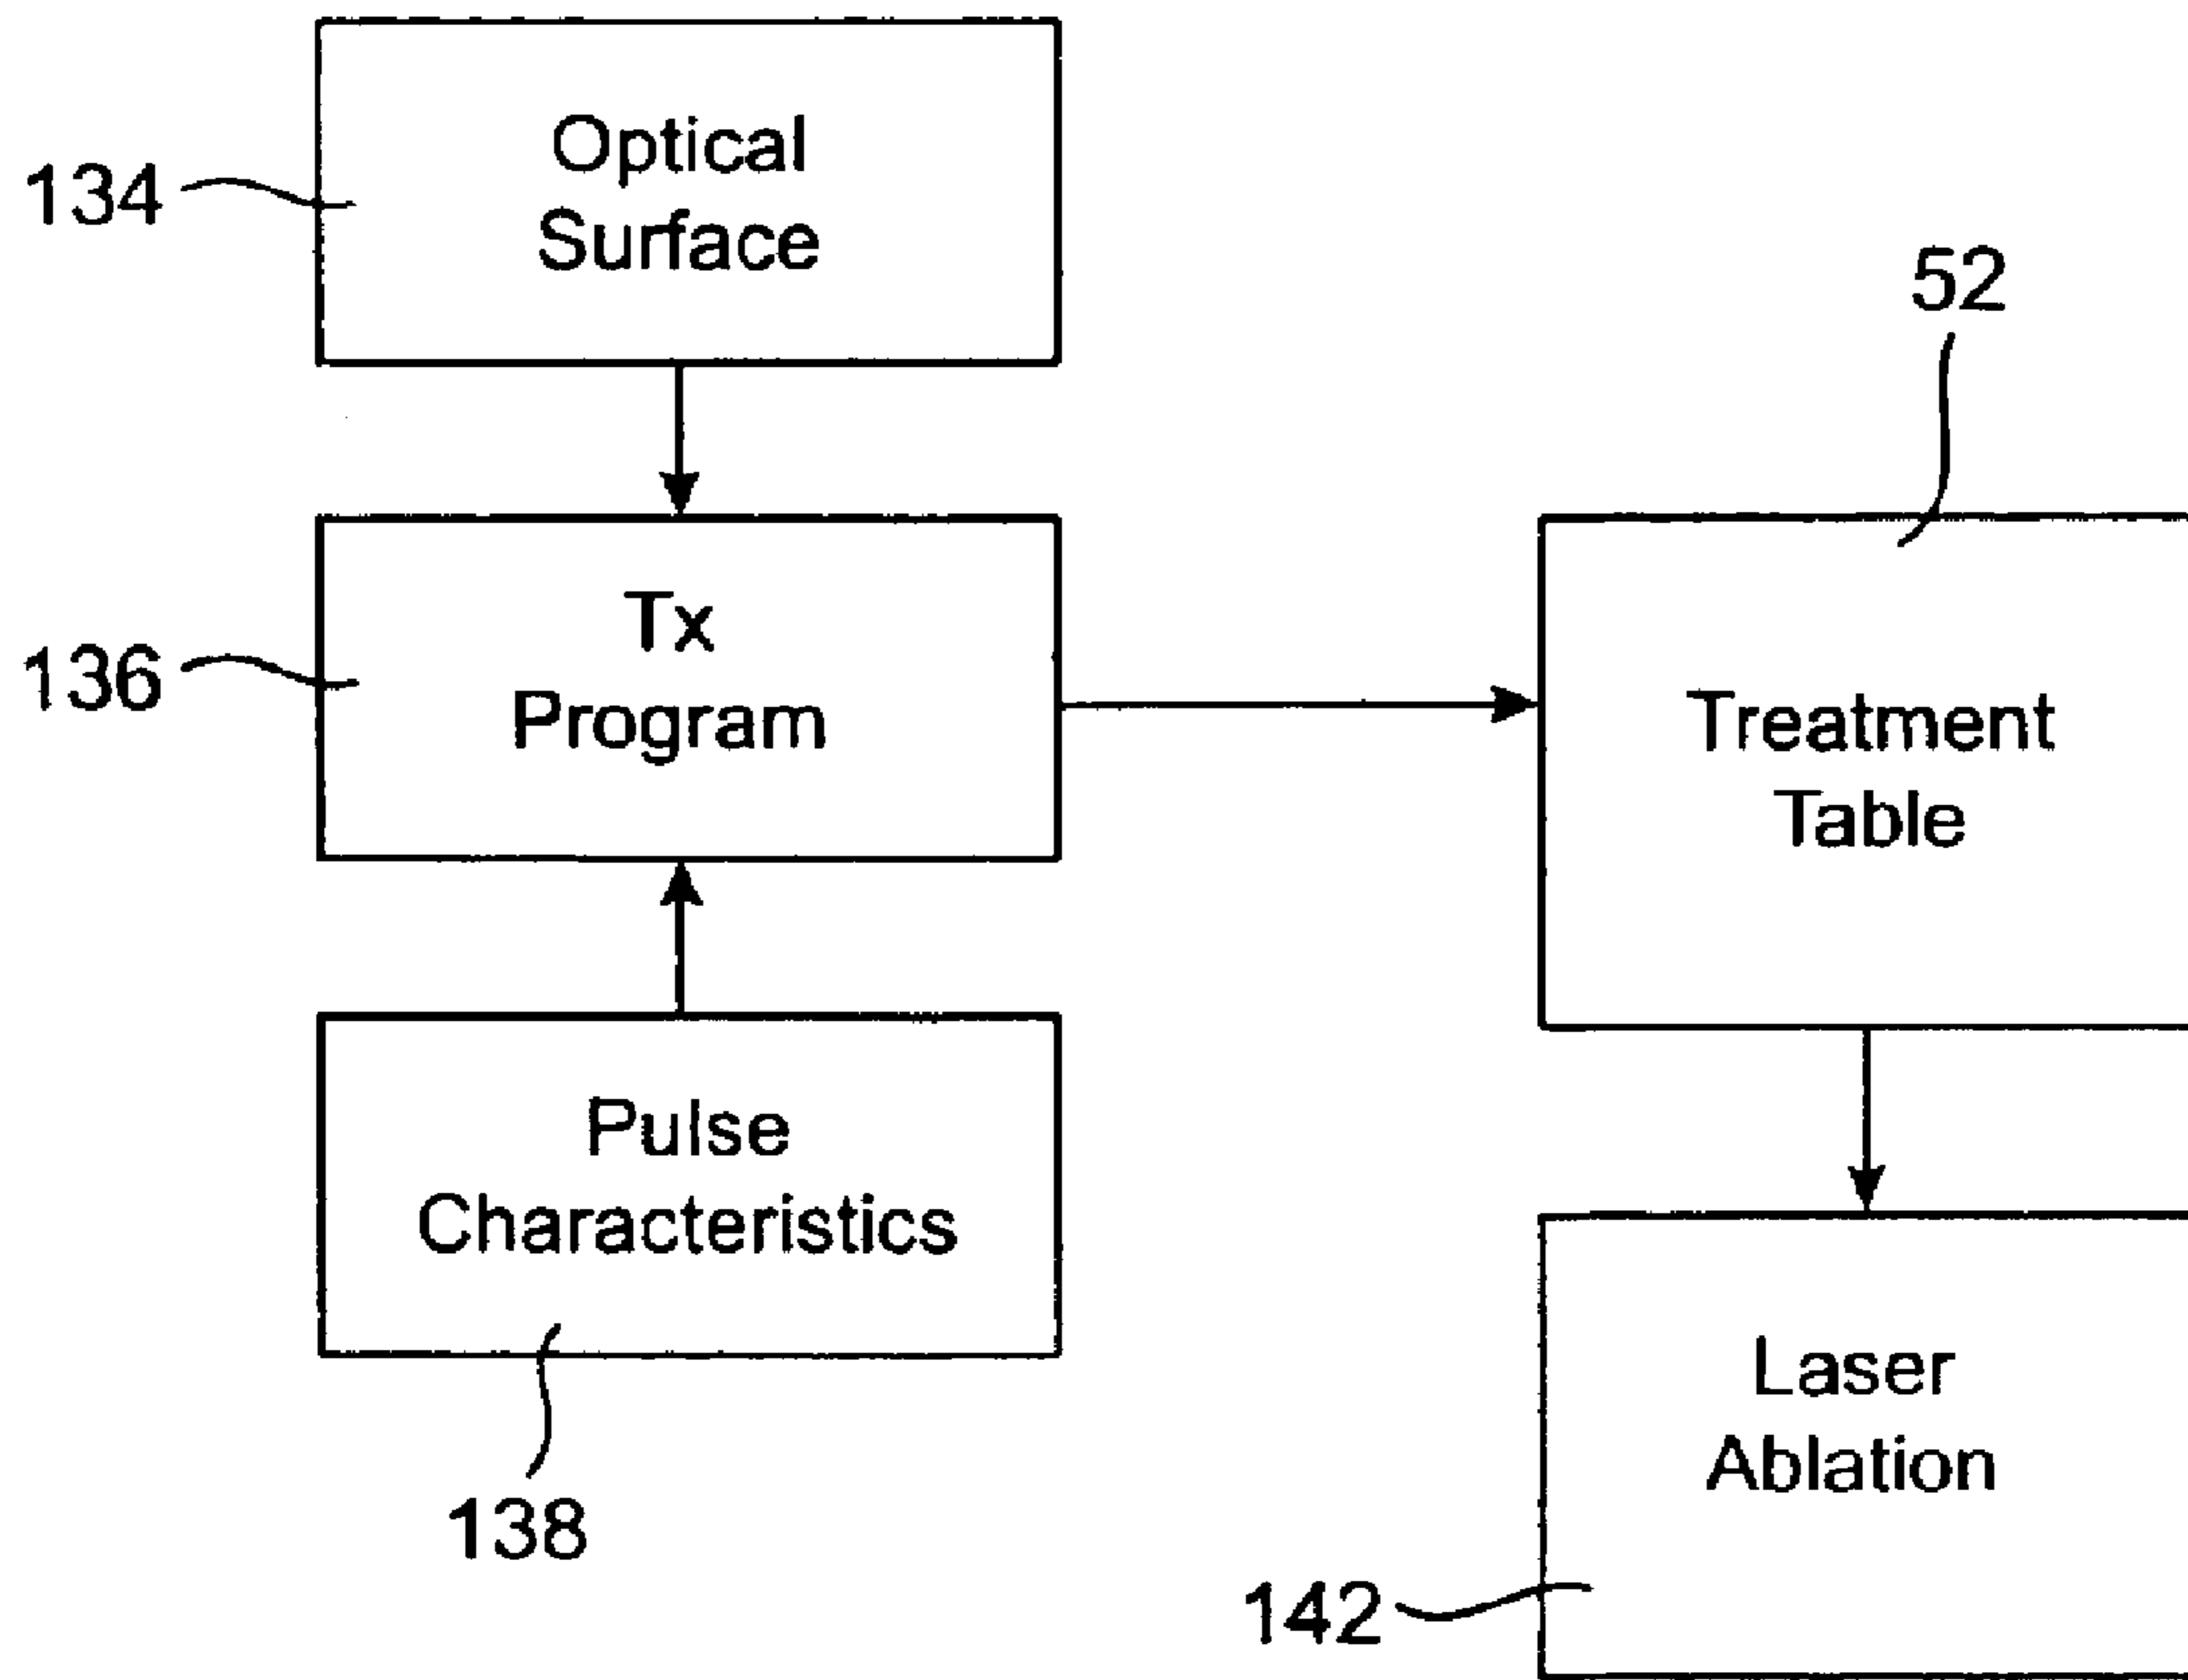 134
Optical
Surface
52
136
Tx
Program
Treatment
Table
Pulse
Characteristics
138
Laser
Ablation
142